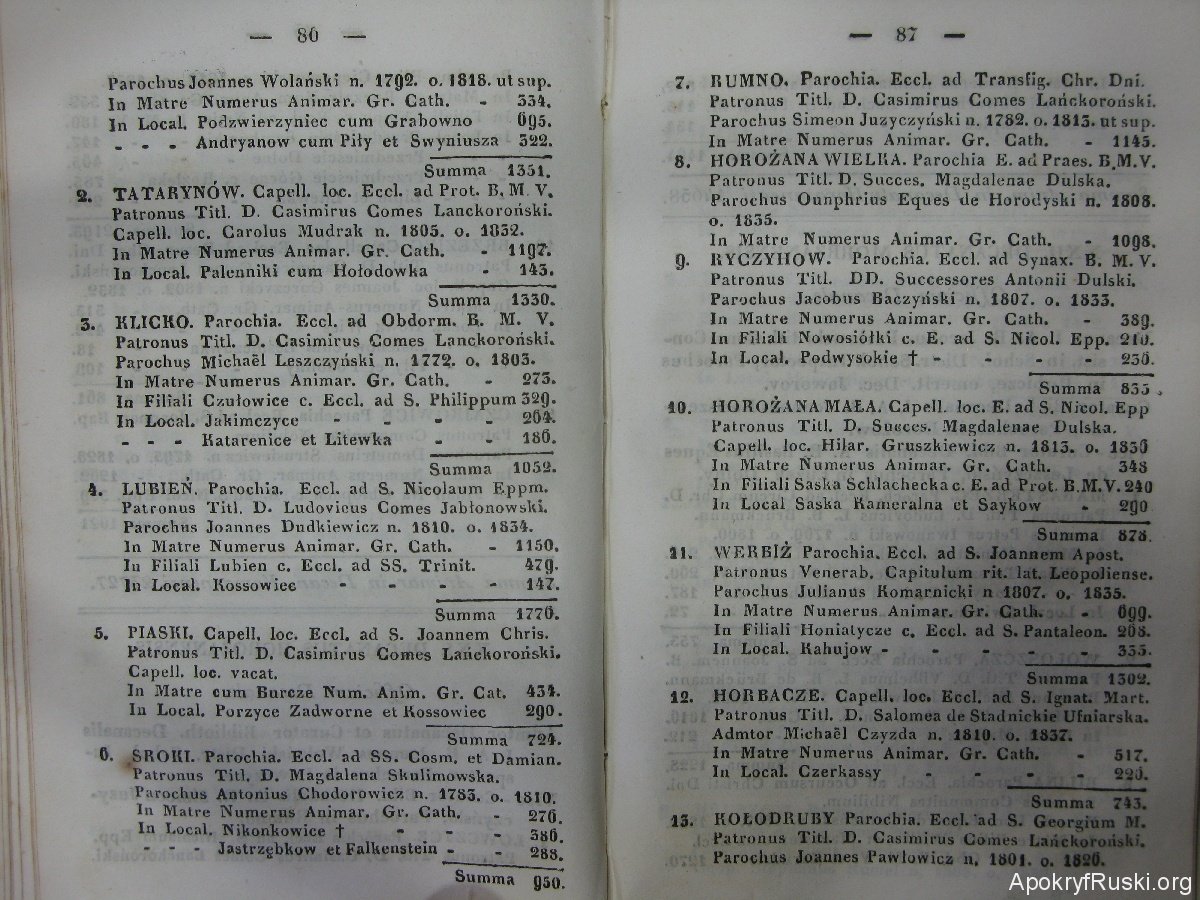 — 86 —
Parochus Joannes Wolański n. 1792. o. 1818. ut sup.
In Matre Numerus Animar. Gr. Cath. - 334.
In Local. Podzwierzyniec cum Grabowno 695.
- - - Andryanow cum Piły et Swyniusza - 322.
Summa 1351.
2. TATARYNÓW. Capell. loc. Eccl. ad Prot. B. M. V.
Patronus Titl. D. Casimirus Comes Lanckoroński.
Capell. loc. Carolus Mudrak n. 1805. o. 1832.
In Matre Numerus Animar. Gr. Cath. - 1197.
In Local. Palenniki cum Hołodowka - 143.
Summa 1330.
3. KLICKO. Parochia. Eccl. ad Obdorm. B. M. V.
Patronus Titl. D. Casimirus Comes Lanckoroński.
Parochus Michaël Leszczyński n. 1772. o. 1803.
In Matre Numerus Animar. Gr. Cath. - 273.
In Filiali Czułowice c. Eccl. ad S. Philippum 329.
In Local. Jakimczyce - - - - 264.
- - - Katarenice et Litewka - - 186.
Summa 1052.
4. LUBIEŃ. Parochia. Eccl. ad S. Nicolaum Eppm.
Patronus Titl. D. Ludovicus Comes Jabłonowski.
Parochus Joannes Dudkiewicz n. 1810. o. 1834.
In Matre Numerus Animar. Gr. Cath. - 1150.
In Filiali Lubien c. Eccl. ad SS. Trinit. 479.
In Local. Kossowiec - - - - 147.
Summa 1776.
5. PIASKI. Capell. loc. Eccl. ad S. Joannem Chris.
Patronus Titl. D. Casimirus Comes Lańckoroński.
Capell. loc. vacat.
In Matre cum Burcze Num. Anim. Gr. Cat. 434.
In Local. Porzyce Zadworne et Kossowiec 290.
Summa 724.
6. SROKI. Parochia. Eccl. ad SS. Cosm. et Damian.
Patronus Titl. D. Magdalena Skulimowska.
Parochus Antonius Chodorowicz n. 1783. o. 1810.
In Matre Numerus Animar. Gr. Cath. - 276.
In Local. Nikonkowice † - - - 386.
- - - Jastrzębkow et Falkenstein - - 288.
Summa 950.
— 87 —
7. RUMNO. Parochia. Eccl. ad Transfig. Chr. Dni.
Patronus Titl. D. Casimirus Comes Lańckoroński.
Parochus Simeon Juzyczyński n. 1782. o. 1813. ut sup.
In Matre Numerus Animar. Gr. Cath. - 1145.
8. HOROŻANA WIELKA. Parochia E. ad Praes. B. M. V.
Patronus Titl. D. Succes. Magdalenae Dulska.
Parochus Ounphrius Eques de Horodyski n. 1808.
o. 1835.
In Matre Numerus Animar. Gr. Cath. - 1098.
9. RYCZYHOW. Parochia. Eccl. ad Synax. B. M. V.
Patronus Titl. DD. Successores Antonii Dulski.
Parochus Jacobus Baczyński n. 1807. o. 1833.
In Matre Numerus Animar. Gr. Cath. - 389.
In Filiali Nowosiółki c. E. ad S. Nicol. Epp. 210.
In Local. Podwysokie † - - - - 236.
Summa 835.
10. HOROŻANA MAŁA. Capell. loc. E. ad S. Nicol. Epp
Patronus Titl. D. Succes. Magdalenae Dulska.
Capell. loc. Hilar. Gruszkiewicz n. 1813. o. 1836
In Matre Numerus Animar. Gr. Cath. 348
In Filiali Saska Schlachecka c. E. ad Prot. B. M. V. 240
In Local Saska Kameralna et Saykow - 290
Summa 878.
11. WERBIŻ Parochia. Eccl. ad S. Joannem Apost.
Patronus Venerab. Capitulum rit. lat. Leopoliense.
Parochus Julianus Komarnicki n 1807. o. 1835.
In Matre Numerus Animar. Gr. Cath. - 699.
In Filiali Honiatycze c. Eccl. ad S. Pantaleon. 268.
In Local. Kahujow - - - - - 335.
Summa 1302.
12. HORBACZE. Capell. loc. Eccl. ad S. Ignat. Mart.
Patronus Titl. D. Salomea de Stadnickie Ufniarska.
Admtor Michaël Czyzda n. 1810. o. 1837.
In Matre Numerus Animar. Gr. Cath. - 517.
In Local. Czerkassy - - - - 226.
Summa 743.
13. KOŁODRUBY Parochia. Eccl. ad S. Georgium M.
Patronus Titl. D. Casimirus Comes Lańckoroński.
Parochus Joannes Pawłowicz n. 1801. o. 1826.
ApokryfRuski.org